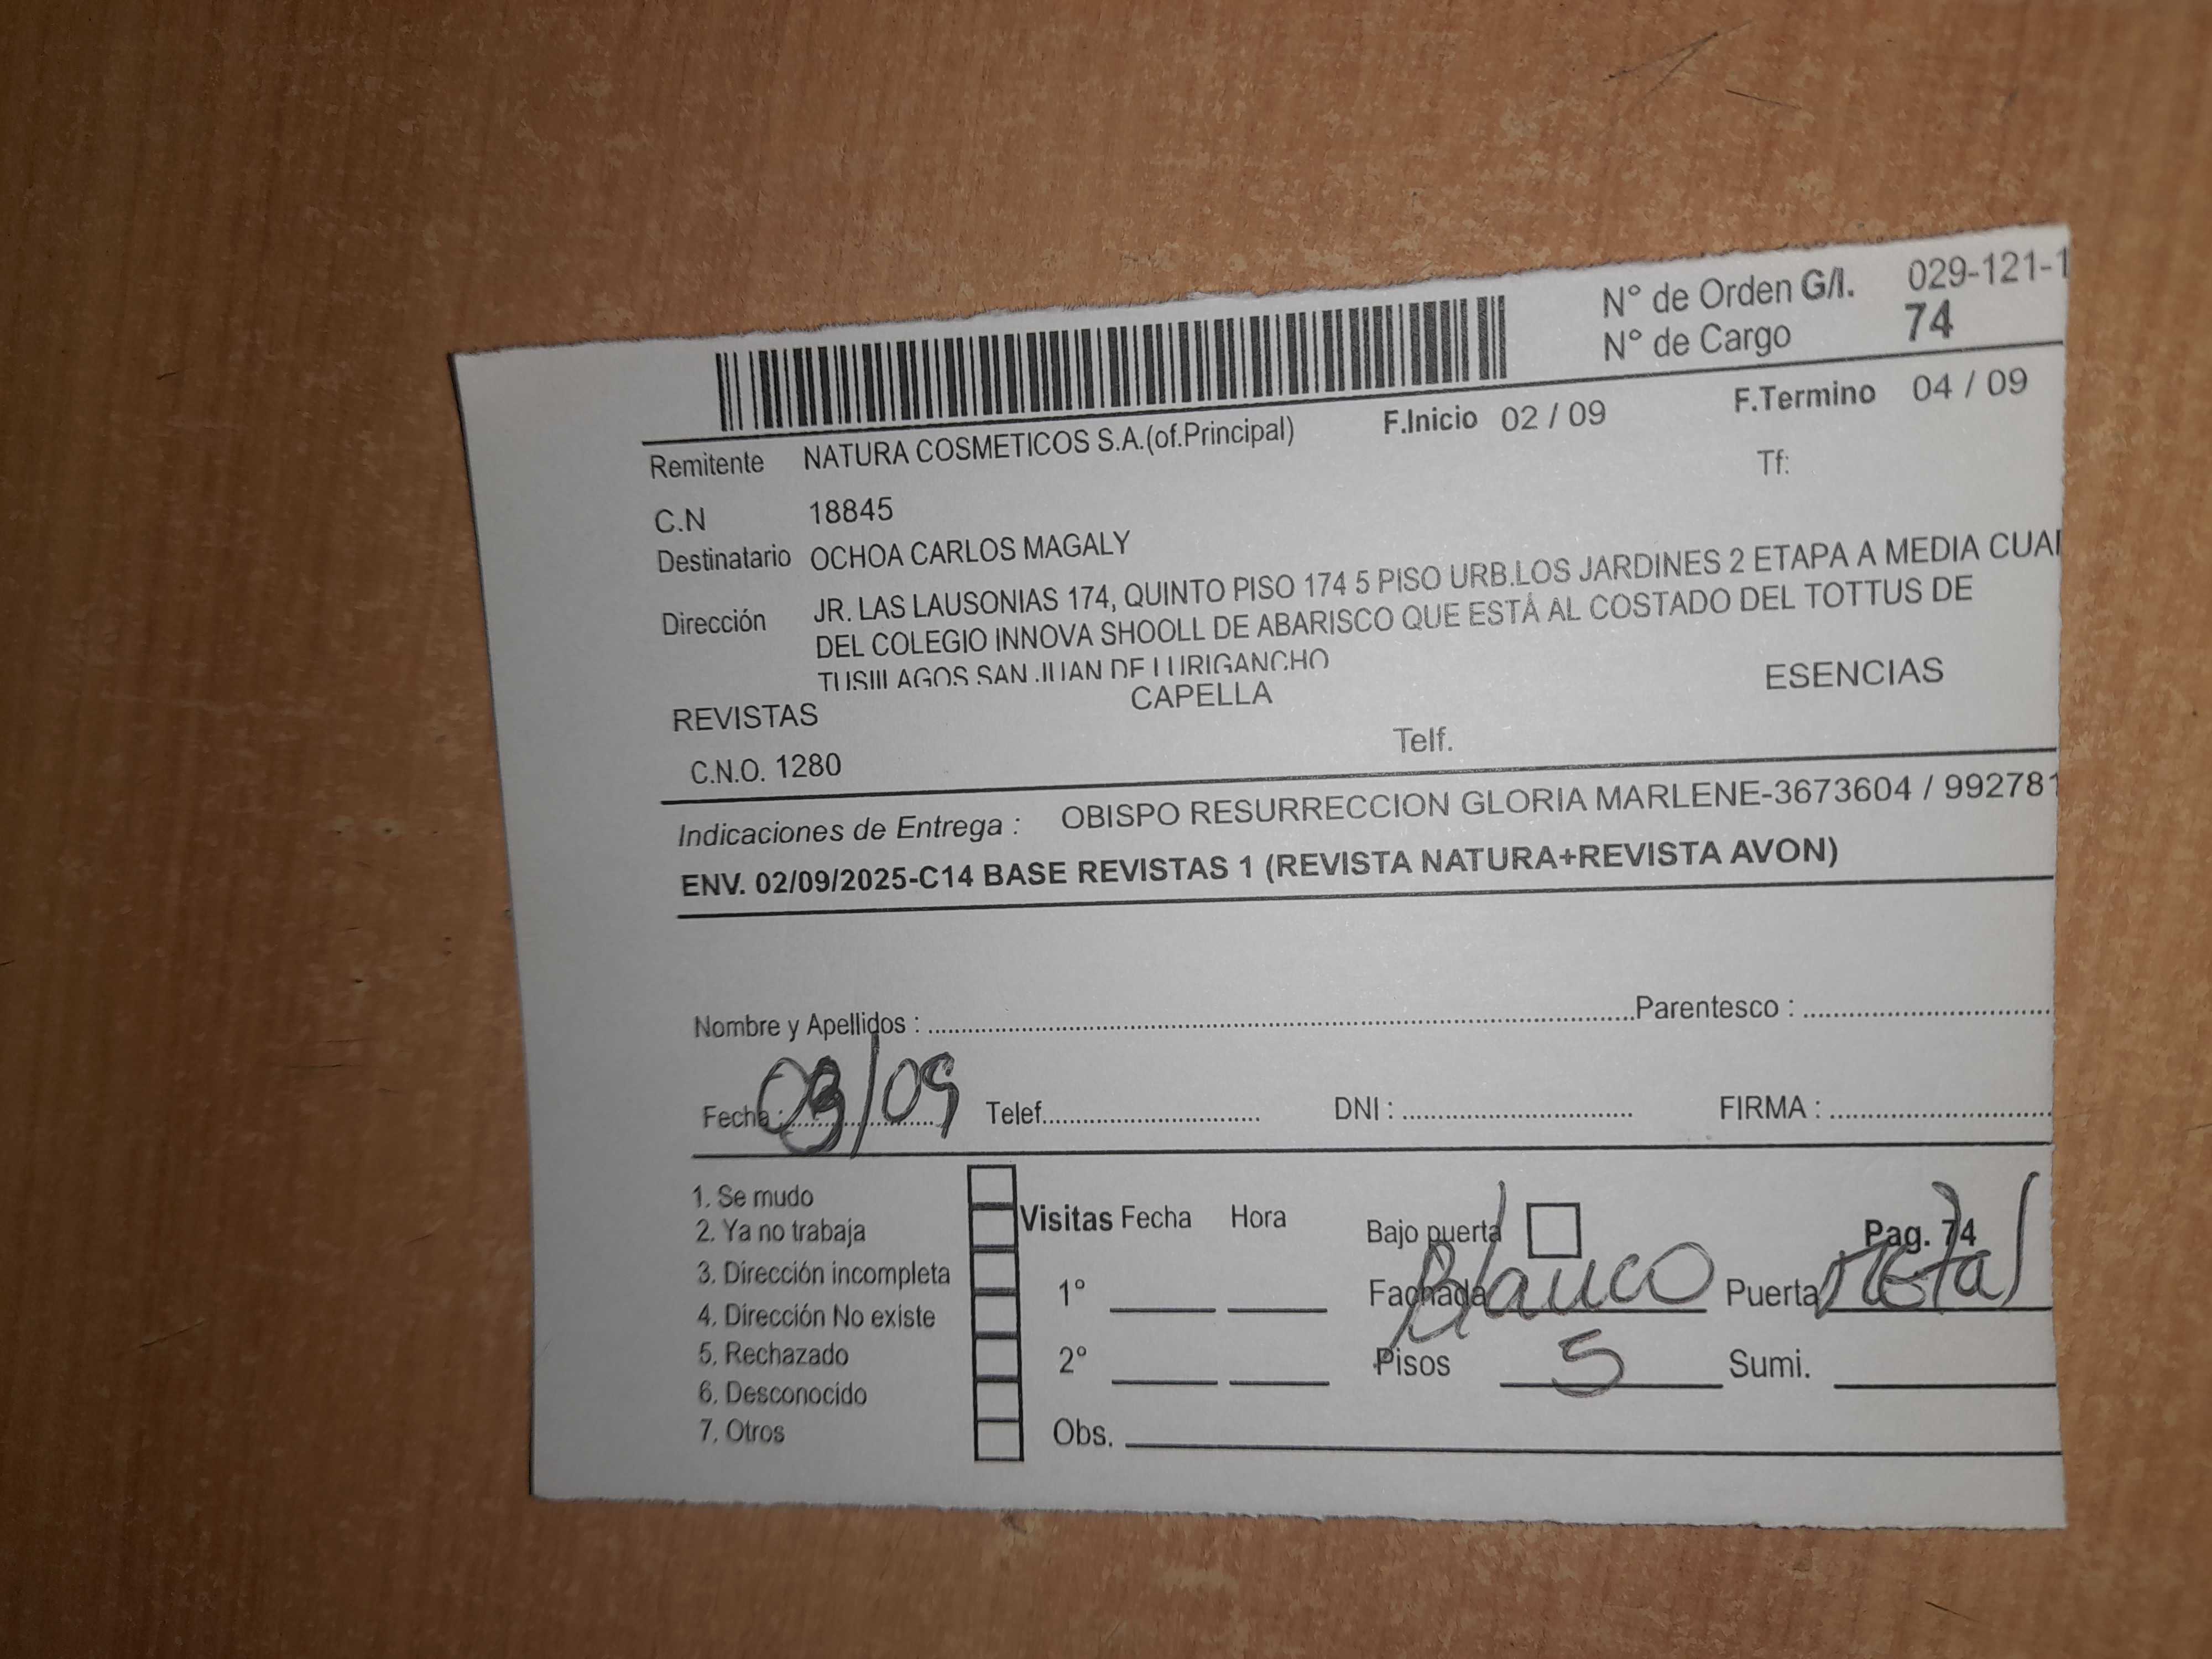 N° de Orden G/I. 029-121-1
N° de Cargo 74
F.Inicio 02 / 09 F.Termino 04 / 09
Remitente NATURA COSMETICOS S.A.(of.Principal)
Tf:
C.N 18845
Destinatario OCHOA CARLOS MAGALY
Dirección JR. LAS LAUSONIAS 174, QUINTO PISO 174 5 PISO URB.LOS JARDINES 2 ETAPA A MEDIA CUA
DEL COLEGIO INNOVA SHOOLL DE ABARISCO QUE ESTÁ AL COSTADO DEL TOTTUS DE
SAN JUAN DE LURIGANCHO
REVISTAS CAPELLA ESENCIAS
C.N.O. 1280 Telf.
Indicaciones de Entrega : OBISPO RESURRECCION GLORIA MARLENE-3673604 / 992781
ENV. 02/09/2025-C14 BASE REVISTAS 1 (REVISTA NATURA+REVISTA AVON)
Nombre y Apellidos : Parentesco :
Fecha : 03/09 Telef. DNI : FIRMA :
1. Se mudo
2. Ya no trabaja
3. Dirección incompleta
4. Dirección No existe
5. Rechazado
6. Desconocido
7. Otros
Visitas Fecha Hora
1°
2°
Obs.
Bajo puerta Pag. 74
Fachada Blanco Puerta metal
Pisos 5 Sumi.